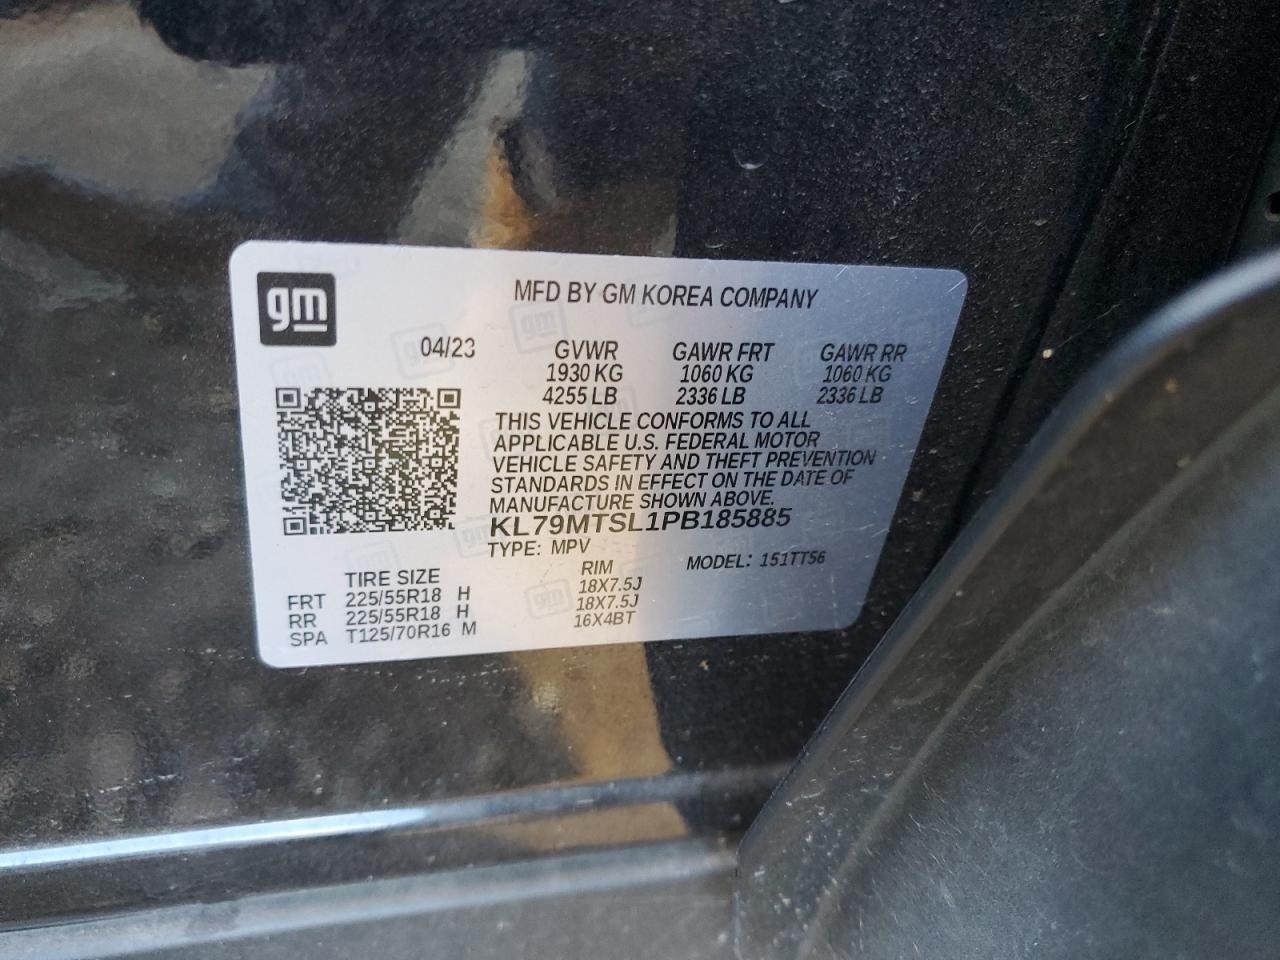 gm
MFD BY GM KOREA COMPANY
04/23 GVWR GAWR FRT GAWR RR
1930 KG 1060 KG 1060 KG
4255 LB 2336 LB 2336 LB
THIS VEHICLE CONFORMS TO ALL
APPLICABLE U.S. FEDERAL MOTOR
VEHICLE SAFETY AND THEFT PREVENTION
STANDARDS IN EFFECT ON THE DATE OF
MANUFACTURE SHOWN ABOVE.
KL79MTSL1PB185885
TYPE: MPV MODEL: 151TT56
TIRE SIZE RIM
FRT 225/55R18 H 18X7.5J
RR 225/55R18 H 18X7.5J
SPA T125/70R16 M 16X4BT